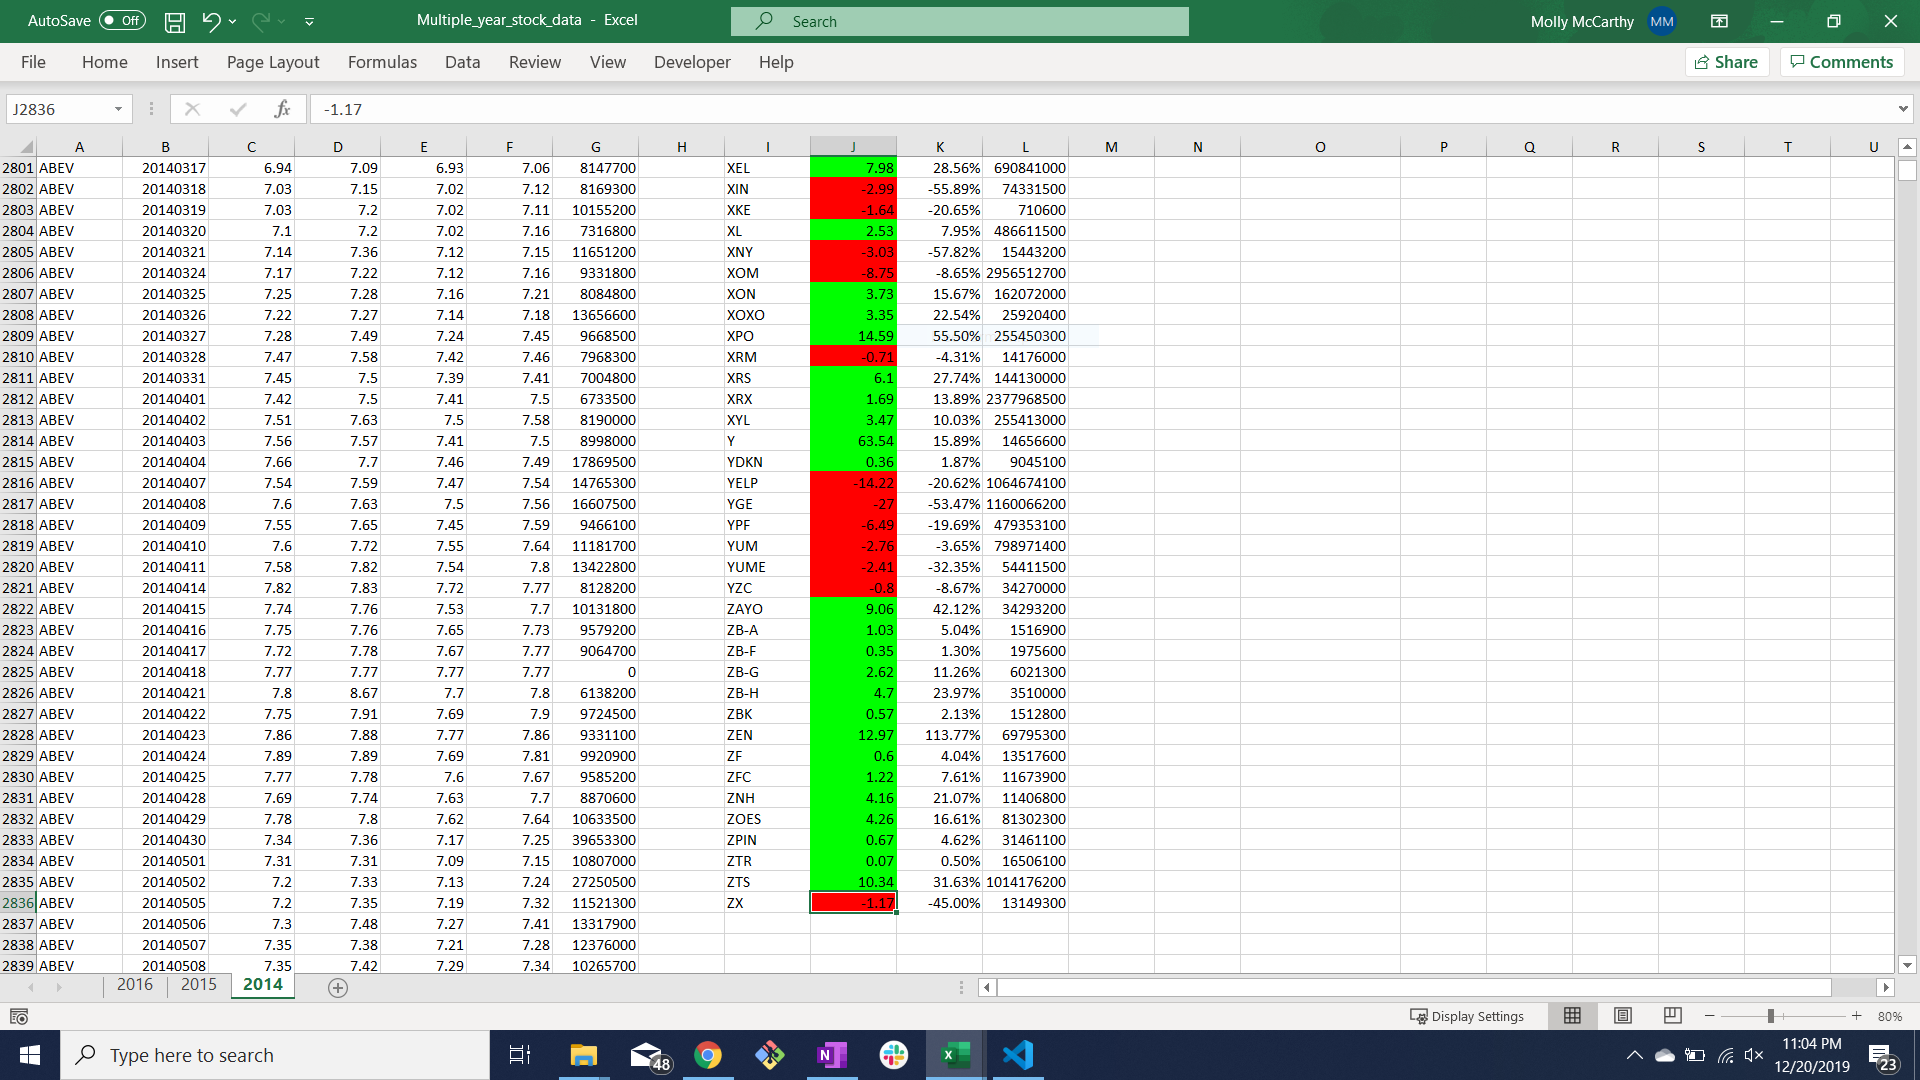 AutoSave Off Multiple_year_stock_data - Excel Search Molly McCarthy MM
File Home Insert Page Layout Formulas Data Review View Developer Help Share Comments
J2836 fx -1.17
A B C D E F G H I J K L M N O P Q R S T U
2801 ABEV 20140317 6.94 7.09 6.93 7.06 8147700 XEL 7.98 28.56% 690841000
2802 ABEV 20140318 7.03 7.15 7.02 7.12 8169300 XIN -2.99 -55.89% 74331500
2803 ABEV 20140319 7.03 7.2 7.02 7.11 10155200 XKE -1.64 -20.65% 710600
2804 ABEV 20140320 7.1 7.2 7.02 7.16 7316800 XL 2.53 7.95% 486611500
2805 ABEV 20140321 7.14 7.36 7.12 7.15 11651200 XNY -3.03 -57.82% 15443200
2806 ABEV 20140324 7.17 7.22 7.12 7.16 9331800 XOM -8.75 -8.65% 2956512700
2807 ABEV 20140325 7.25 7.28 7.16 7.21 8084800 XON 3.73 15.67% 162072000
2808 ABEV 20140326 7.22 7.27 7.14 7.18 13656600 XOXO 3.35 22.54% 25920400
2809 ABEV 20140327 7.28 7.49 7.24 7.45 9668500 XPO 14.59 55.50% 255450300
2810 ABEV 20140328 7.47 7.58 7.42 7.46 7968300 XRM -0.71 -4.31% 14176000
2811 ABEV 20140331 7.45 7.5 7.39 7.41 7004800 XRS 6.1 27.74% 144130000
2812 ABEV 20140401 7.42 7.5 7.41 7.5 6733500 XRX 1.69 13.89% 2377968500
2813 ABEV 20140402 7.51 7.63 7.5 7.58 8190000 XYL 3.47 10.03% 255413000
2814 ABEV 20140403 7.56 7.57 7.41 7.5 8998000 Y 63.54 15.89% 14656600
2815 ABEV 20140404 7.66 7.7 7.46 7.49 17869500 YDKN 0.36 1.87% 9045100
2816 ABEV 20140407 7.54 7.59 7.47 7.54 14765300 YELP -14.22 -20.62% 1064674100
2817 ABEV 20140408 7.6 7.63 7.5 7.56 16607500 YGE -27 -53.47% 1160066200
2818 ABEV 20140409 7.55 7.65 7.45 7.59 9466100 YPF -6.49 -19.69% 479353100
2819 ABEV 20140410 7.6 7.72 7.55 7.64 11181700 YUM -2.76 -3.65% 798971400
2820 ABEV 20140411 7.58 7.82 7.54 7.8 13422800 YUME -2.41 -32.35% 54411500
2821 ABEV 20140414 7.82 7.83 7.72 7.77 8128200 YZC -0.8 -8.67% 34270000
2822 ABEV 20140415 7.74 7.76 7.53 7.7 10131800 ZAYO 9.06 42.12% 34293200
2823 ABEV 20140416 7.75 7.76 7.65 7.73 9579200 ZB-A 1.03 5.04% 1516900
2824 ABEV 20140417 7.72 7.78 7.67 7.77 9064700 ZB-F 0.35 1.30% 1975600
2825 ABEV 20140418 7.77 7.77 7.77 7.77 0 ZB-G 2.62 11.26% 6021300
2826 ABEV 20140421 7.8 8.67 7.7 7.8 6138200 ZB-H 4.7 23.97% 3510000
2827 ABEV 20140422 7.75 7.91 7.69 7.9 9724500 ZBK 0.57 2.13% 1512800
2828 ABEV 20140423 7.86 7.88 7.77 7.86 9331100 ZEN 12.97 113.77% 69795300
2829 ABEV 20140424 7.89 7.89 7.69 7.81 9920900 ZF 0.6 4.04% 13517600
2830 ABEV 20140425 7.77 7.78 7.6 7.67 9585200 ZFC 1.22 7.61% 11673900
2831 ABEV 20140428 7.69 7.74 7.63 7.7 8870600 ZNH 4.16 21.07% 11406800
2832 ABEV 20140429 7.78 7.8 7.62 7.64 10633500 ZOES 4.26 16.61% 81302300
2833 ABEV 20140430 7.34 7.36 7.17 7.25 39653300 ZPIN 0.67 4.62% 31461100
2834 ABEV 20140501 7.31 7.31 7.09 7.15 10807000 ZTR 0.07 0.50% 16506100
2835 ABEV 20140502 7.2 7.33 7.13 7.24 27250500 ZTS 10.34 31.63% 1014176200
2836 ABEV 20140505 7.2 7.35 7.19 7.32 11521300 ZX -1.17 -45.00% 13149300
2837 ABEV 20140506 7.3 7.48 7.27 7.41 13317900
2838 ABEV 20140507 7.35 7.38 7.21 7.28 12376000
2839 ABEV 20140508 7.35 7.42 7.29 7.34 10265700
2016 2015 2014
Display Settings 80%
Type here to search 48 11:04 PM
12/20/2019 23